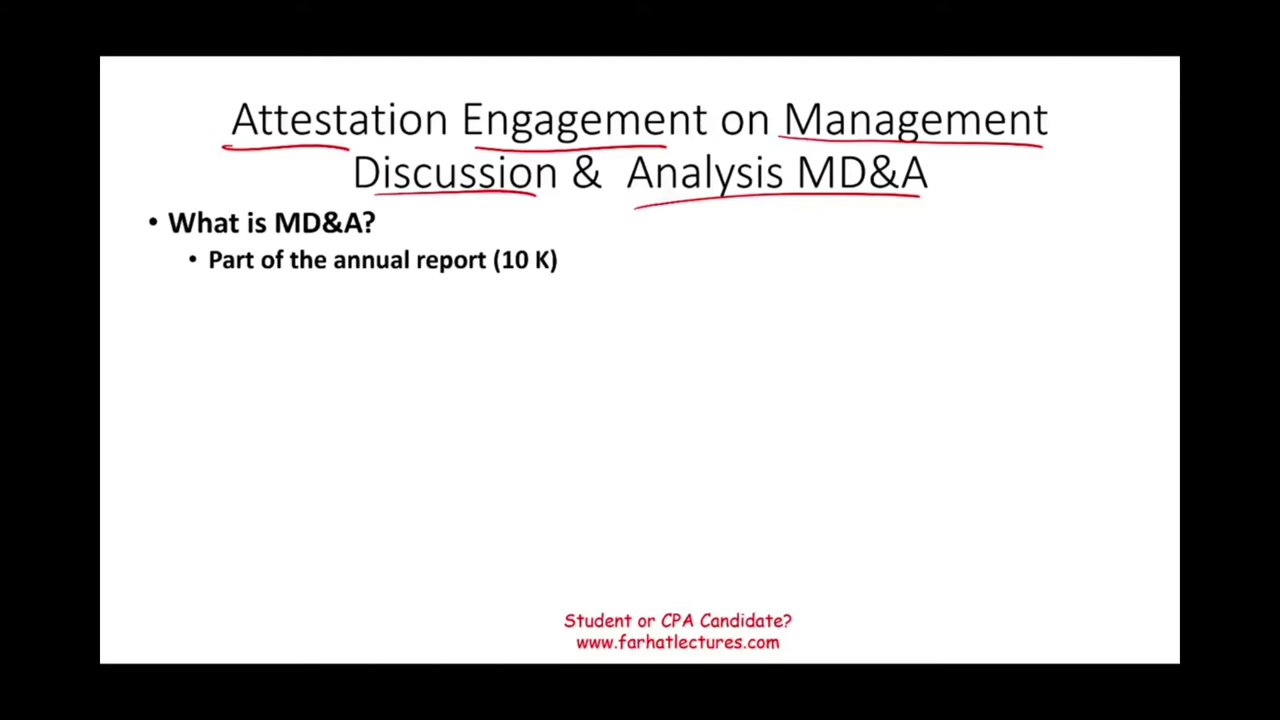 Attestation Engagement on Management
Discussion & Analysis MD&A
• What is MD&A?
• Part of the annual report (10 K)
Student or CPA Candidate?
www.farhatlectures.com